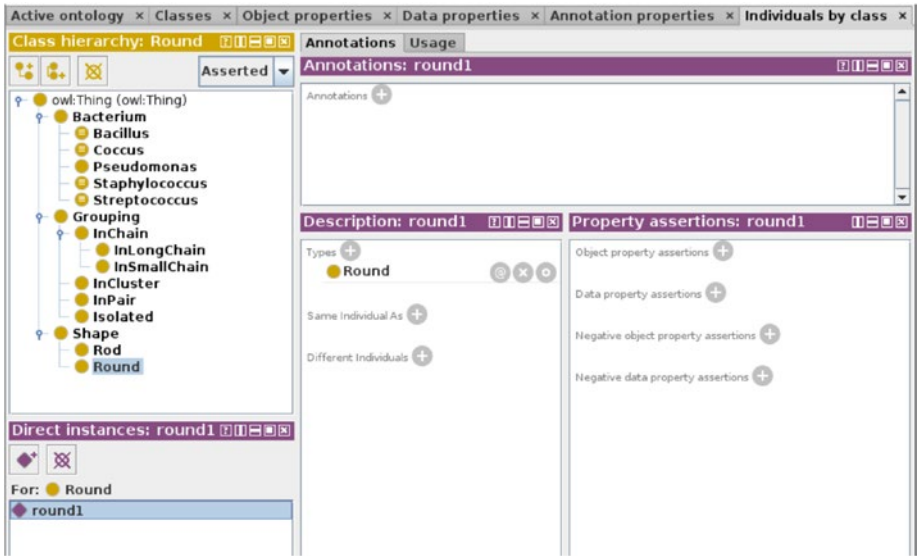 Active ontology × Classes × Object properties × Data properties × Annotation properties × Individuals by class ×
Class hierarchy: Round
Asserted
owl:Thing (owl:Thing)
Bacterium
Bacillus
Coccus
Pseudomonas
Staphylococcus
Streptococcus
Grouping
InChain
InLongChain
InSmallChain
InCluster
InPair
Isolated
Shape
Rod
Round
Direct instances: round1
For: Round
round1
Annotations Usage
Annotations: round1
Annotations
Description: round1
Types
Round
Same Individual As
Different Individuals
Property assertions: round1
Object property assertions
Data property assertions
Negative object property assertions
Negative data property assertions